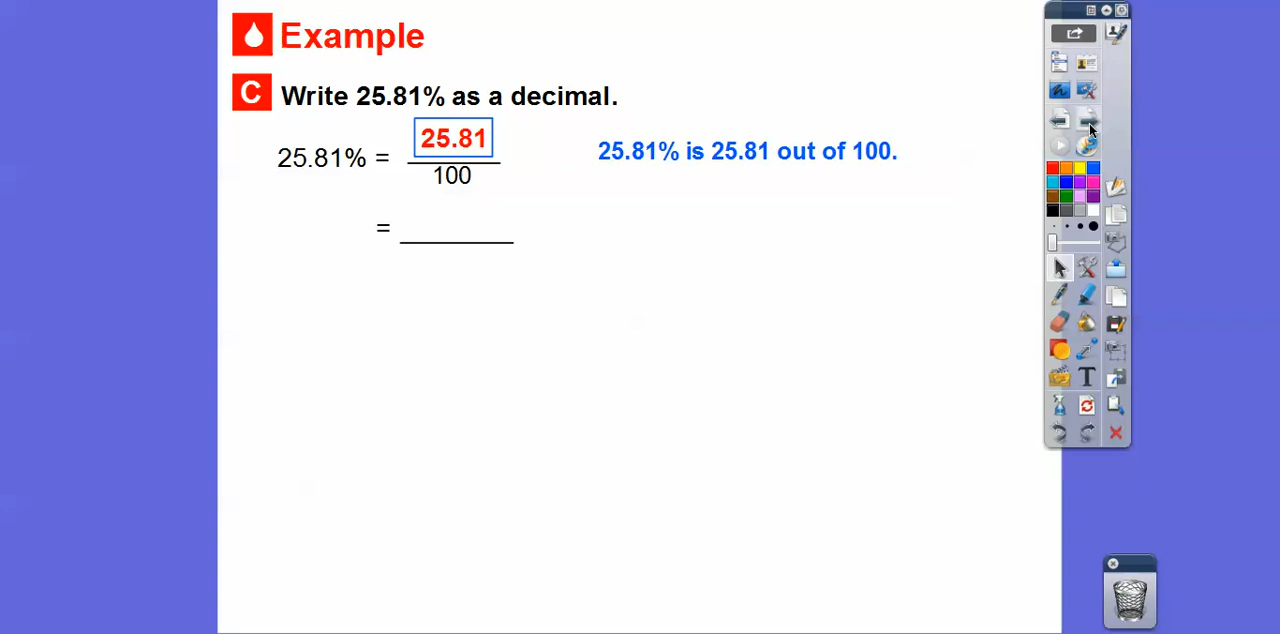 Example
C Write 25.81% as a decimal.
25.81% = 25.81 / 100
25.81% is 25.81 out of 100.
= ________
T